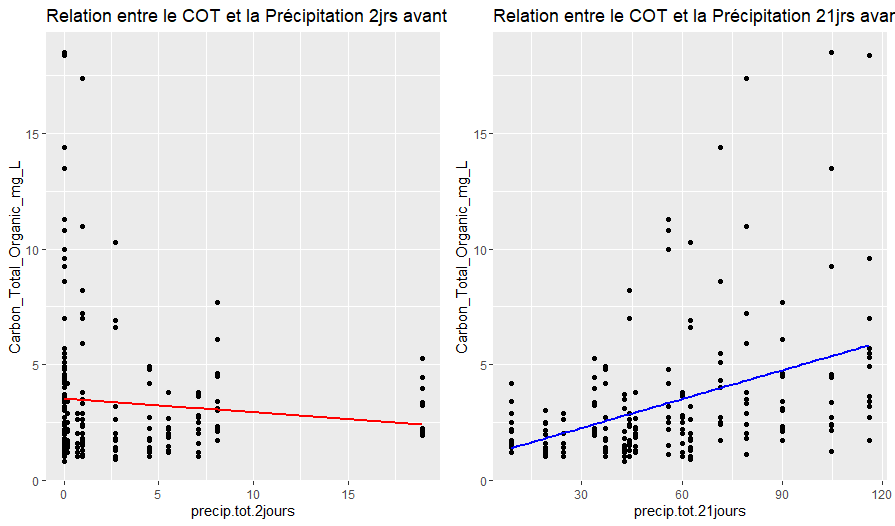 Relation entre le COT et la Précipitation 2jrs avant
Carbon_Total_Organic_mg_L
15
10
5
0
0
5
10
15
precip.tot.2jours
Relation entre le COT et la Précipitation 21jrs avar
Carbon_Total_Organic_mg_L
15
10
5
0
30
60
90
120
precip.tot.21jours